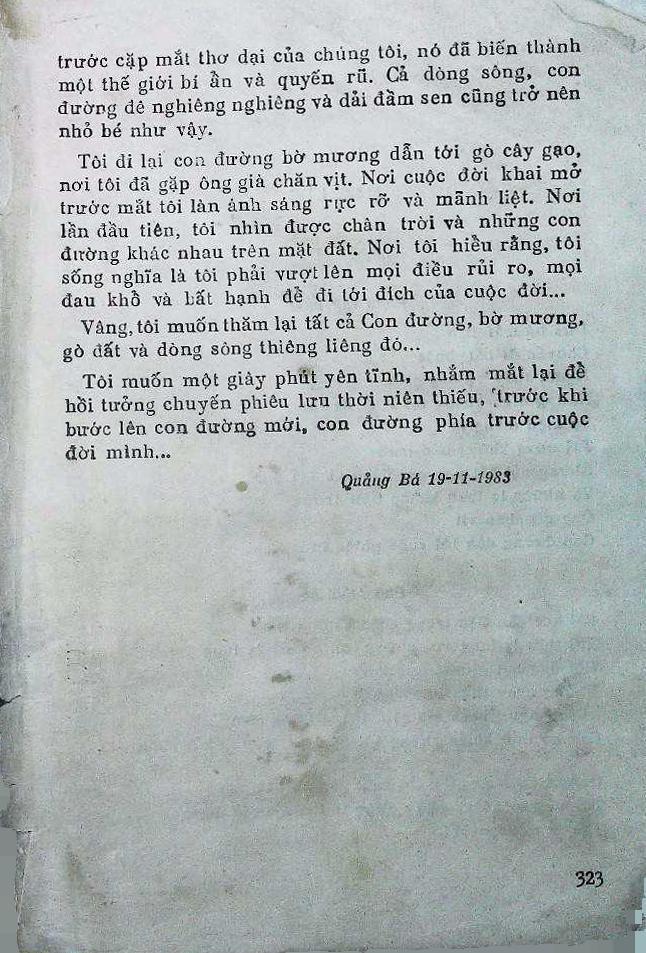 trước cặp mắt thơ dại của chúng tôi, nó đã biến thành
một thế giới bí ẩn và quyến rũ. Cả dòng sông, con
đường đê nghiêng nghiêng và dải đầm sen cũng trở nên
nhỏ bé như vậy.
Tôi đi lại con đường bờ mương dẫn tới gò cây gạo,
nơi tôi đã gặp ông già chăn vịt. Nơi cuộc đời khai mở
trước mắt tôi làn ánh sáng rực rỡ và mãnh liệt. Nơi
lần đầu tiên, tôi nhìn được chân trời và những con
đường khác nhau trên mặt đất. Nơi tôi hiểu rằng, tôi
sống nghĩa là tôi phải vượt lên mọi điều rủi ro, mọi
đau khổ và bất hạnh để đi tới đích của cuộc đời...
Vâng, tôi muốn thăm lại tất cả Con đường, bờ mương,
gò đất và dòng sông thiêng liêng đó...
Tôi muốn một giây phút yên tĩnh, nhắm mắt lại để
hồi tưởng chuyến phiêu lưu thời niên thiếu, trước khi
bước lên con đường mới, con đường phía trước cuộc
đời mình...
Quảng Bá 19-11-1983
323